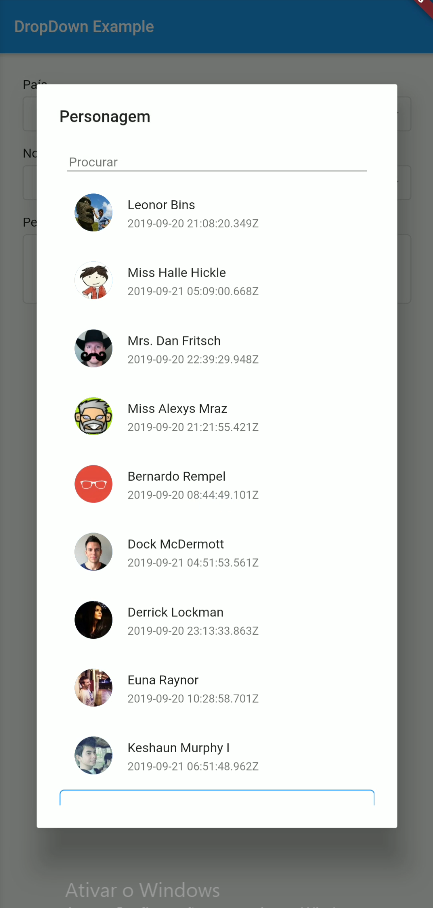 DropDown Example
País
No
Pe
Personagem
Procurar
Leonor Bins
2019-09-20 21:08:20.349Z
Miss Halle Hickle
2019-09-21 05:09:00.668Z
Mrs. Dan Fritsch
2019-09-20 22:39:29.948Z
Miss Alexys Mraz
2019-09-20 21:21:55.421Z
Bernardo Rempel
2019-09-20 08:44:49.101Z
Dock McDermott
2019-09-21 04:51:53.561Z
Derrick Lockman
2019-09-20 23:13:33.863Z
Euna Raynor
2019-09-20 10:28:58.701Z
Keshaun Murphy I
2019-09-21 06:51:48.962Z
Ativar o Windows